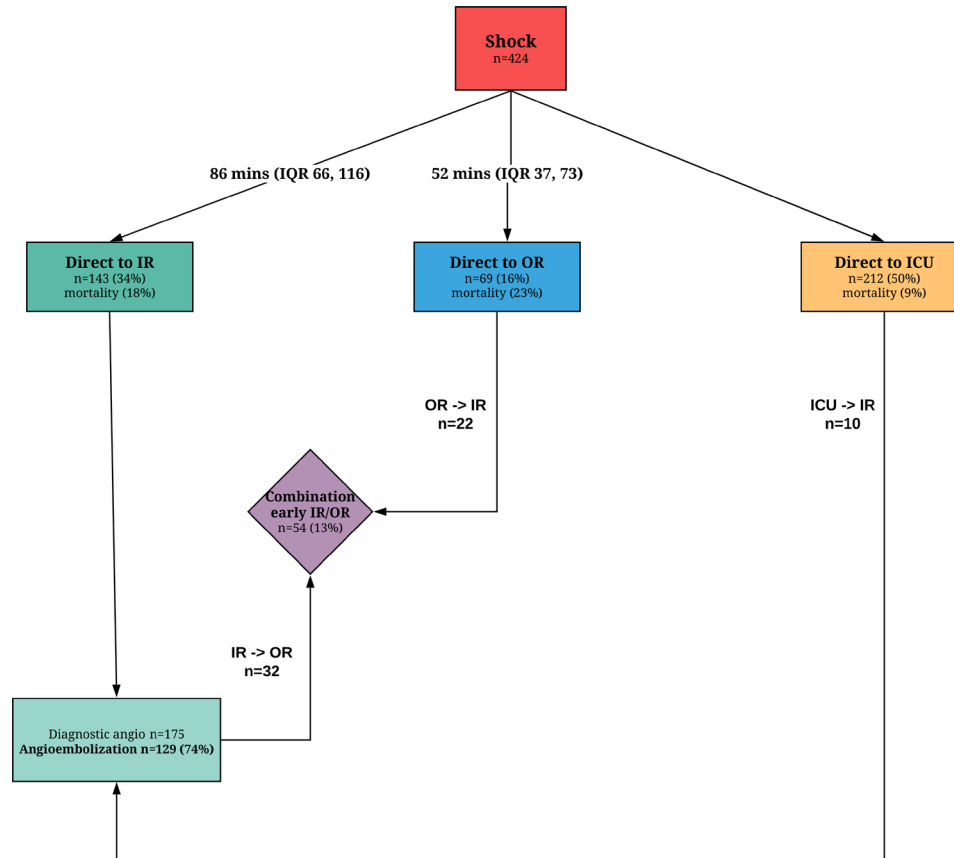 Shock
n=424
86 mins (IQR 66, 116)
52 mins (IQR 37, 73)
Direct to IR
n=143 (34%)
mortality (18%)
Direct to OR
n=69 (16%)
mortality (23%)
Direct to ICU
n=212 (50%)
mortality (9%)
OR -> IR
n=22
ICU -> IR
n=10
Combination
early IR/OR
n=54 (13%)
IR -> OR
n=32
Diagnostic angio n=175
Angioembolization n=129 (74%)